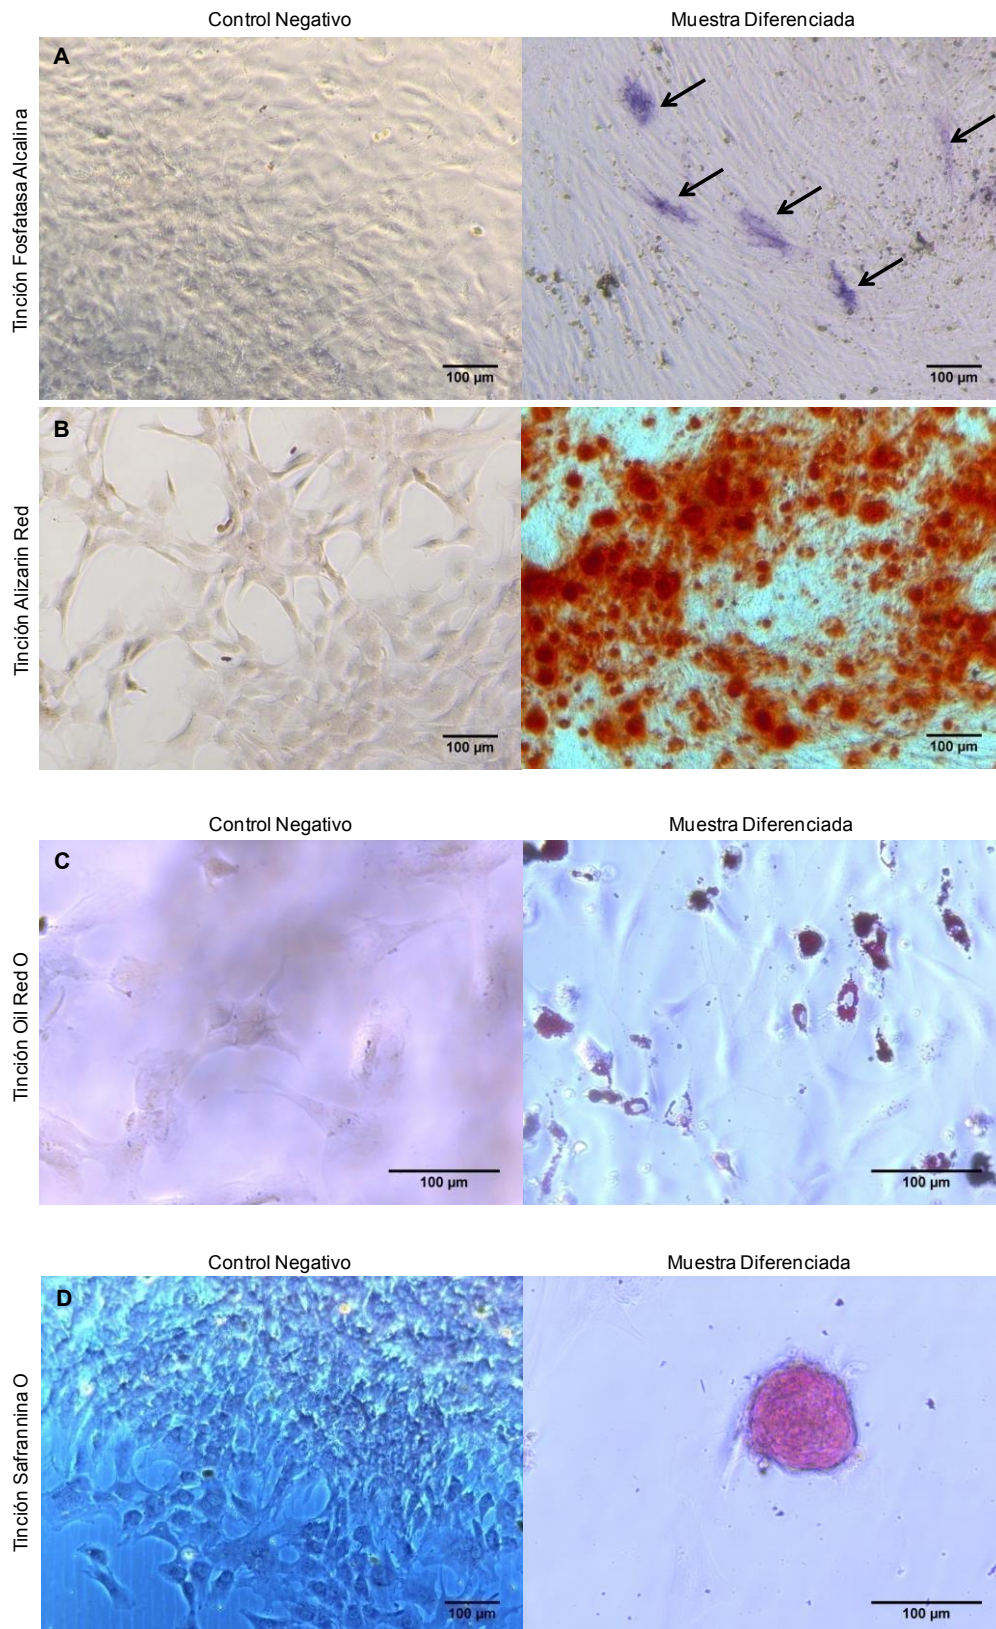 Control Negativo
Muestra Diferenciada
Tinción Fosfatasa Alcalina
A
100 µm
100 µm
Tinción Alizarin Red
B
100 µm
100 µm
Control Negativo
Muestra Diferenciada
Tinción Oil Red O
C
100 µm
100 µm
Control Negativo
Muestra Diferenciada
Tinción Safrannina O
D
100 µm
100 µm